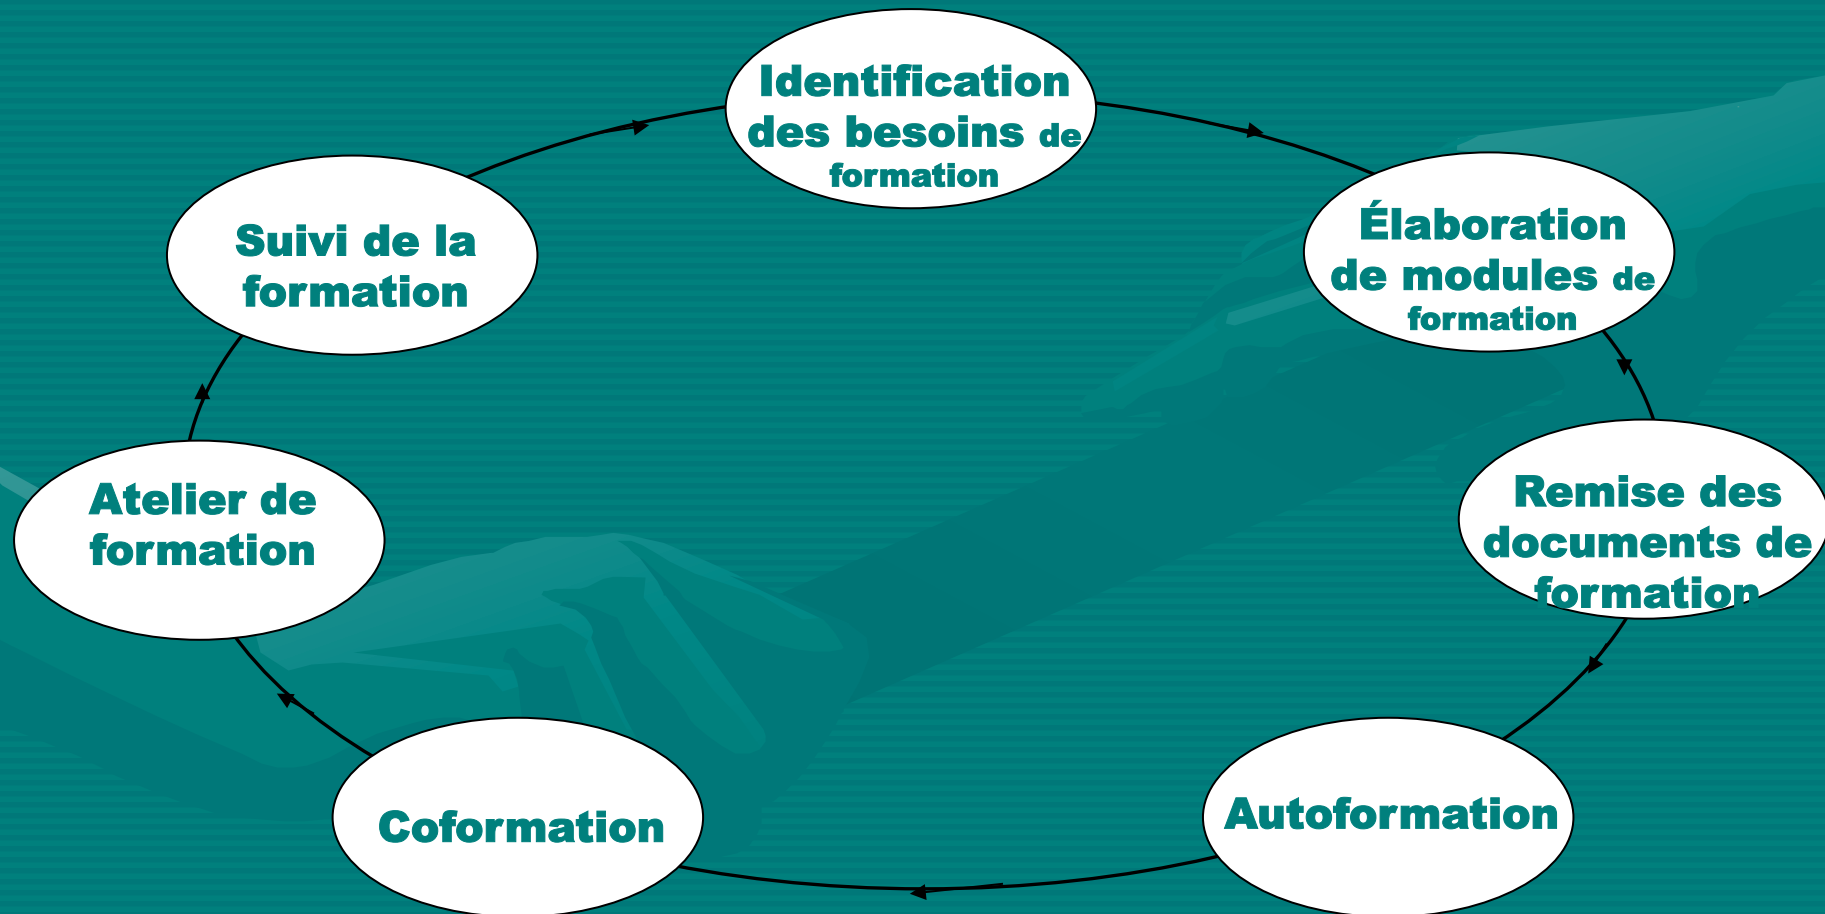 Identification
des besoins de
formation
Élaboration
de modules de
formation
Remise des
documents de
formation
Autoformation
Coformation
Atelier de
formation
Suivi de la
formation